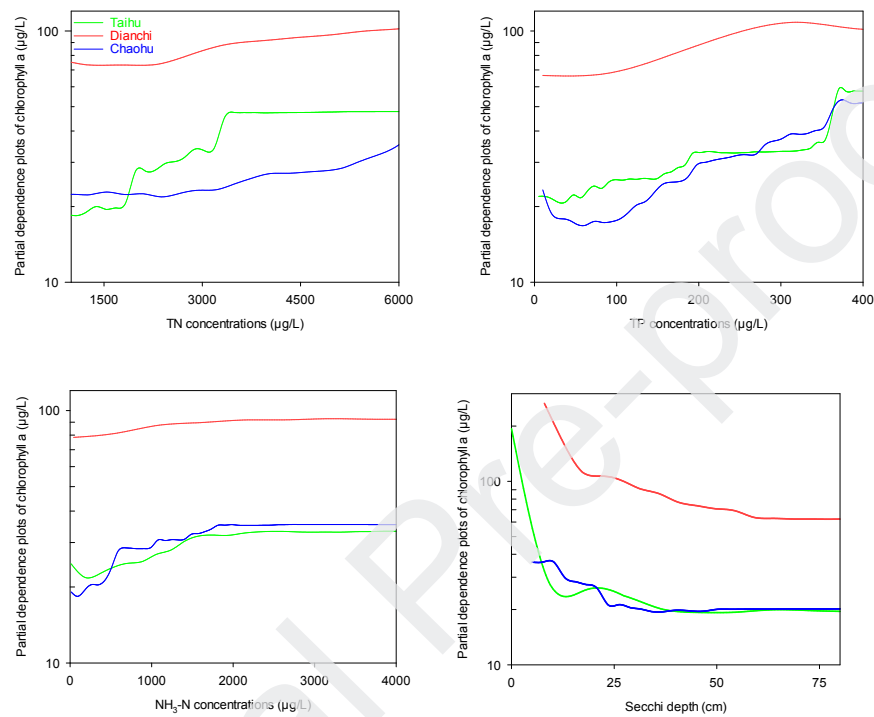 Partial dependence plots of chlorophyll a (µg/L)
100
10
Taihu
Dianchi
Chaohu
1500 3000 4500 6000
TN concentrations (µg/L)
Partial dependence plots of chlorophyll a (µg/L)
100
10
0 100 200 300 400
TP concentrations (µg/L)
Partial dependence plots of chlorophyll a (µg/L)
100
10
0 1000 2000 3000 4000
NH₃-N concentrations (µg/L)
Partial dependence plots of chlorophyll a (µg/L)
100
10
0 25 50 75
Secchi depth (cm)
al Pre-proo